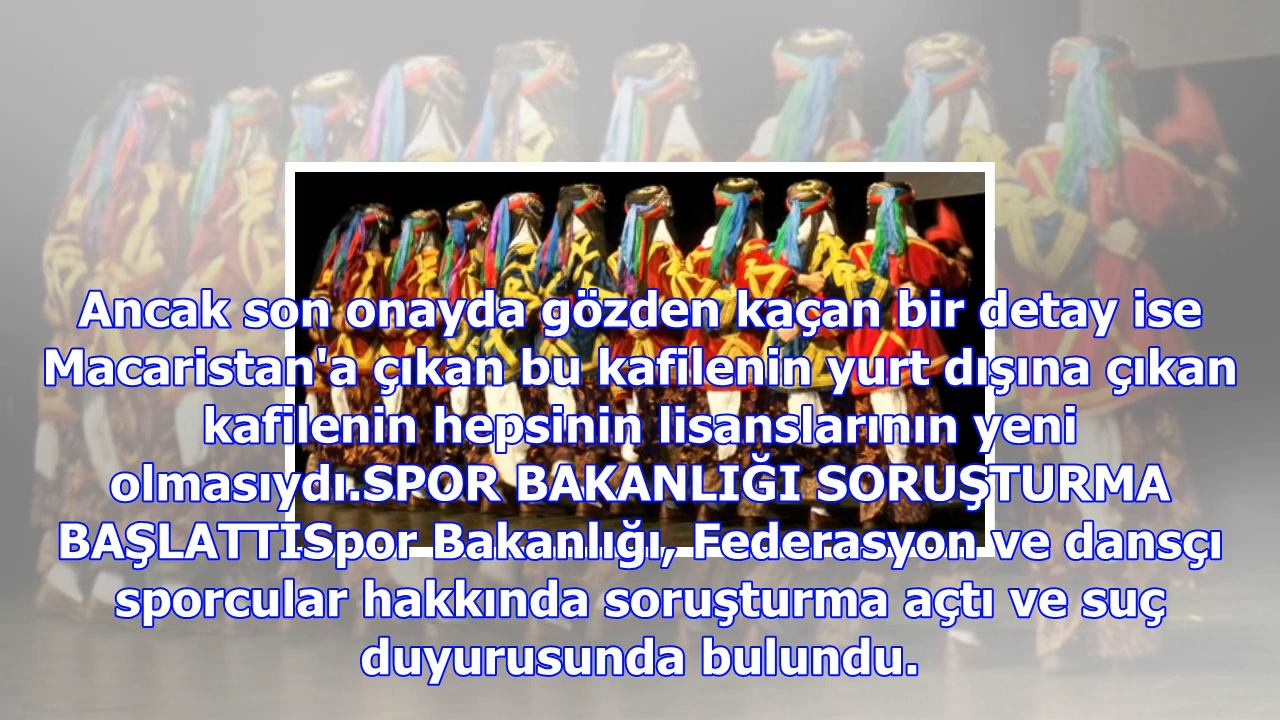 Ancak son onayda gözden kaçan bir detay ise
Macaristan'a çıkan bu kafilenin yurt dışına çıkan
kafilenin hepsinin lisanslarının yeni
olmasıydı.SPOR BAKANLIĞI SORUŞTURMA
BAŞLATTISpor Bakanlığı, Federasyon ve dansçı
sporcular hakkında soruşturma açtı ve suç
duyurusunda bulundu.